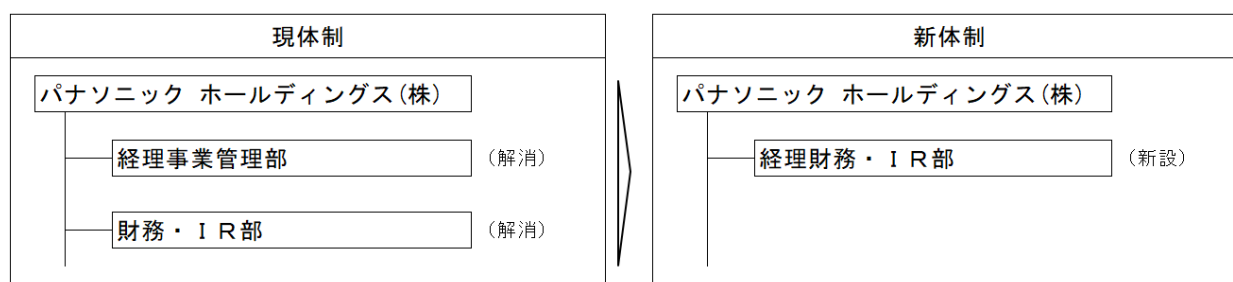 現体制
パナソニック ホールディングス(株)
経理事業管理部 (解消)
財務・ＩＲ部 (解消)
新体制
パナソニック ホールディングス(株)
経理財務・ＩＲ部 (新設)